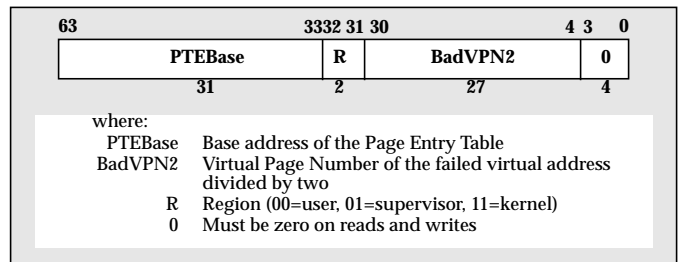 63 3332 31 30 4 3 0
PTEBase R BadVPN2 0
31 2 27 4
where:
PTEBase Base address of the Page Entry Table
BadVPN2 Virtual Page Number of the failed virtual address
divided by two
R Region (00=user, 01=supervisor, 11=kernel)
0 Must be zero on reads and writes